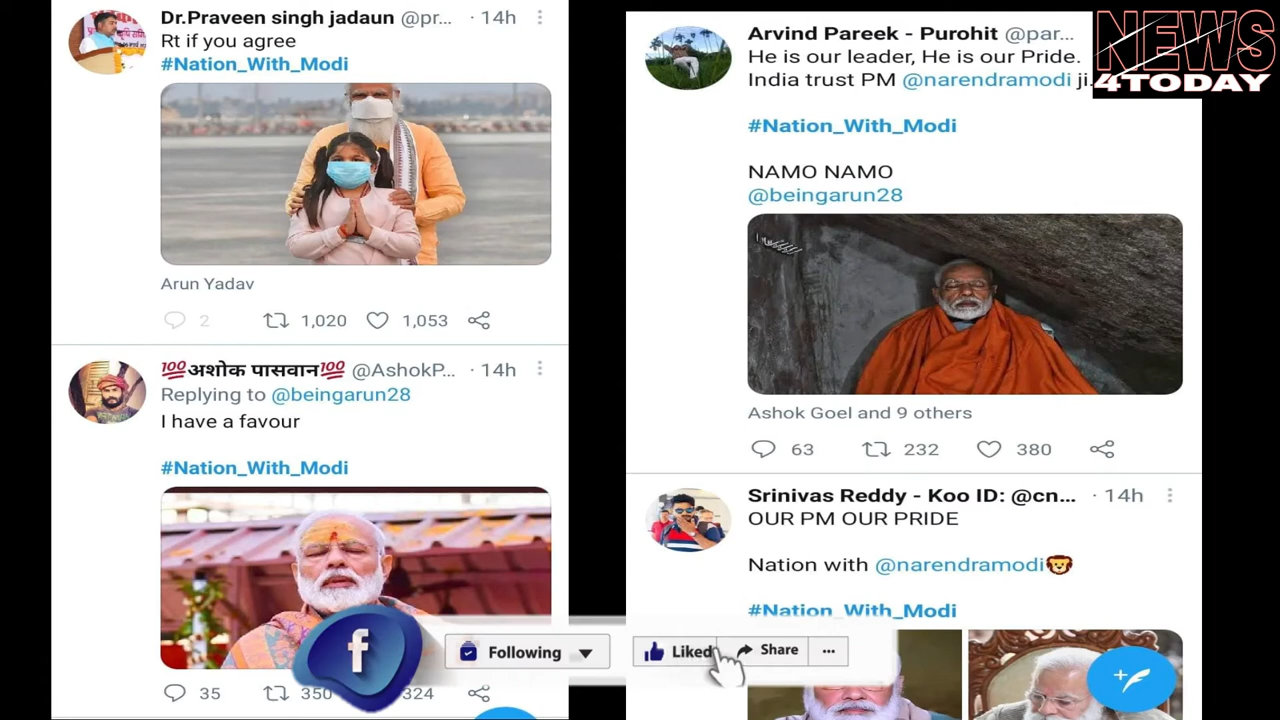 Dr.Praveen singh jadaun @pr... · 14h
Rt if you agree
#Nation_With_Modi
Arun Yadav
2 1,020 1,053
💯अशोक पासवान💯 @AshokP... · 14h
Replying to @beingarun28
I have a favour
#Nation_With_Modi
35 350 324
Arvind Pareek - Purohit @par...
He is our leader, He is our Pride.
India trust PM @narendramodi ji.
#Nation_With_Modi
NAMO NAMO
@beingarun28
Ashok Goel and 9 others
63 232 380
Srinivas Reddy - Koo ID: @cn... · 14h
OUR PM OUR PRIDE
Nation with @narendramodi🦁
#Nation_With_Modi
NEWS
4TODAY
f Following Liked Share ...